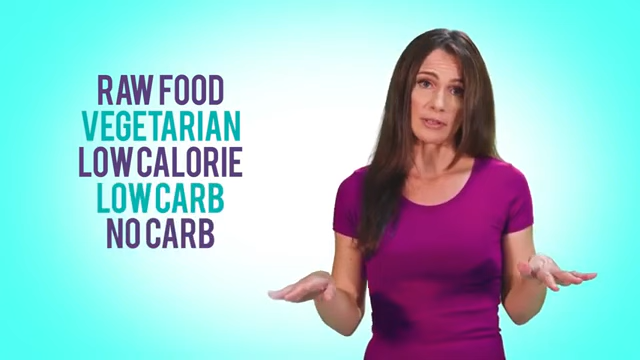 RAW FOOD
VEGETARIAN
LOW CALORIE
LOW CARB
NO CARB